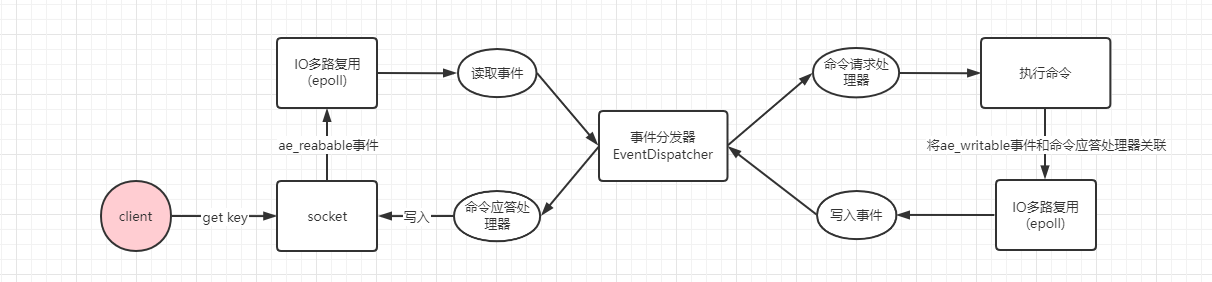 IO多路复用
(epoll)
读取事件
命令请求处
理器
执行命令
ae_reabable事件
事件分发器
EventDispatcher
将ae_writable事件和命令应答处理器关联
client
get key
socket
写入
命令应答处
理器
写入事件
IO多路复用
(epoll)